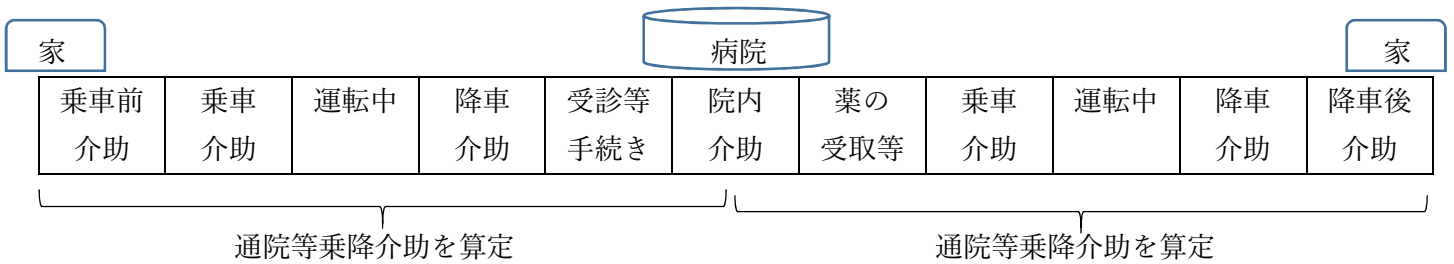 家
病院
家
乗車前介助
乗車介助
運転中
降車介助
受診等手続き
院内介助
薬の受取等
乗車介助
運転中
降車介助
降車後介助
通院等乗降介助を算定
通院等乗降介助を算定